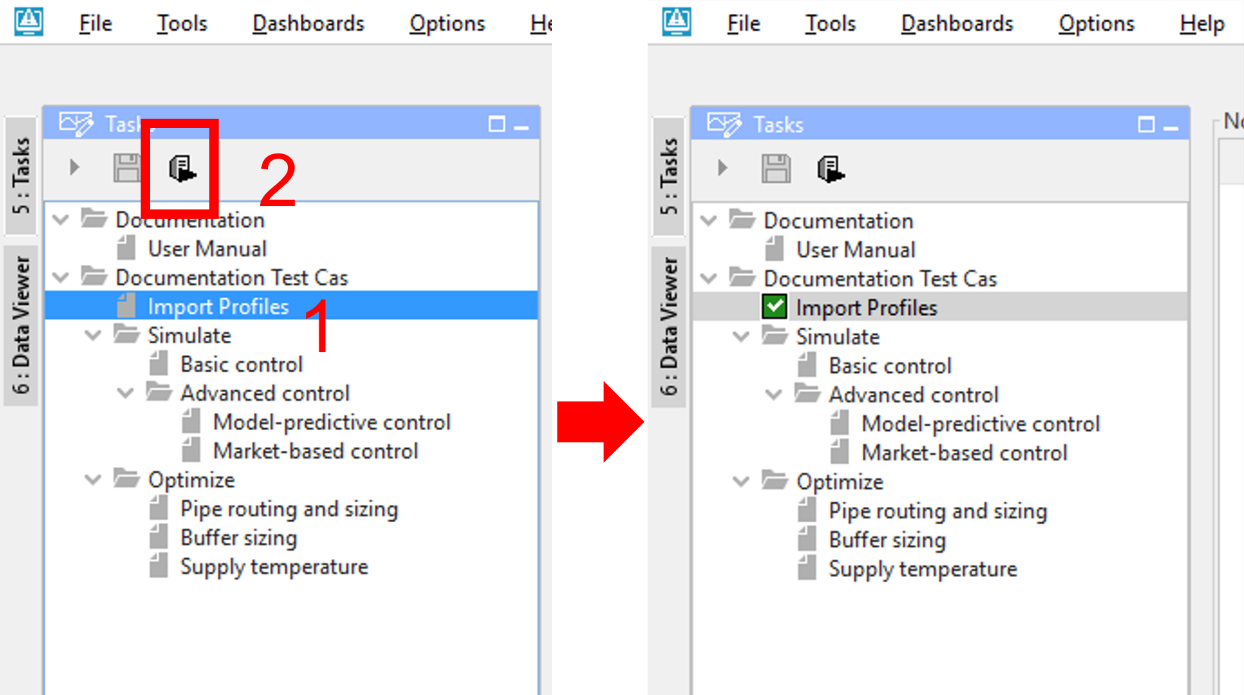 File Tools Dashboards Options He
Tasks
2
5 : Tasks
6 : Data Viewer
Documentation
User Manual
Documentation Test Cas
Import Profiles
1
Simulate
Basic control
Advanced control
Model-predictive control
Market-based control
Optimize
Pipe routing and sizing
Buffer sizing
Supply temperature
File Tools Dashboards Options Help
Tasks
No
5 : Tasks
6 : Data Viewer
Documentation
User Manual
Documentation Test Cas
Import Profiles
Simulate
Basic control
Advanced control
Model-predictive control
Market-based control
Optimize
Pipe routing and sizing
Buffer sizing
Supply temperature